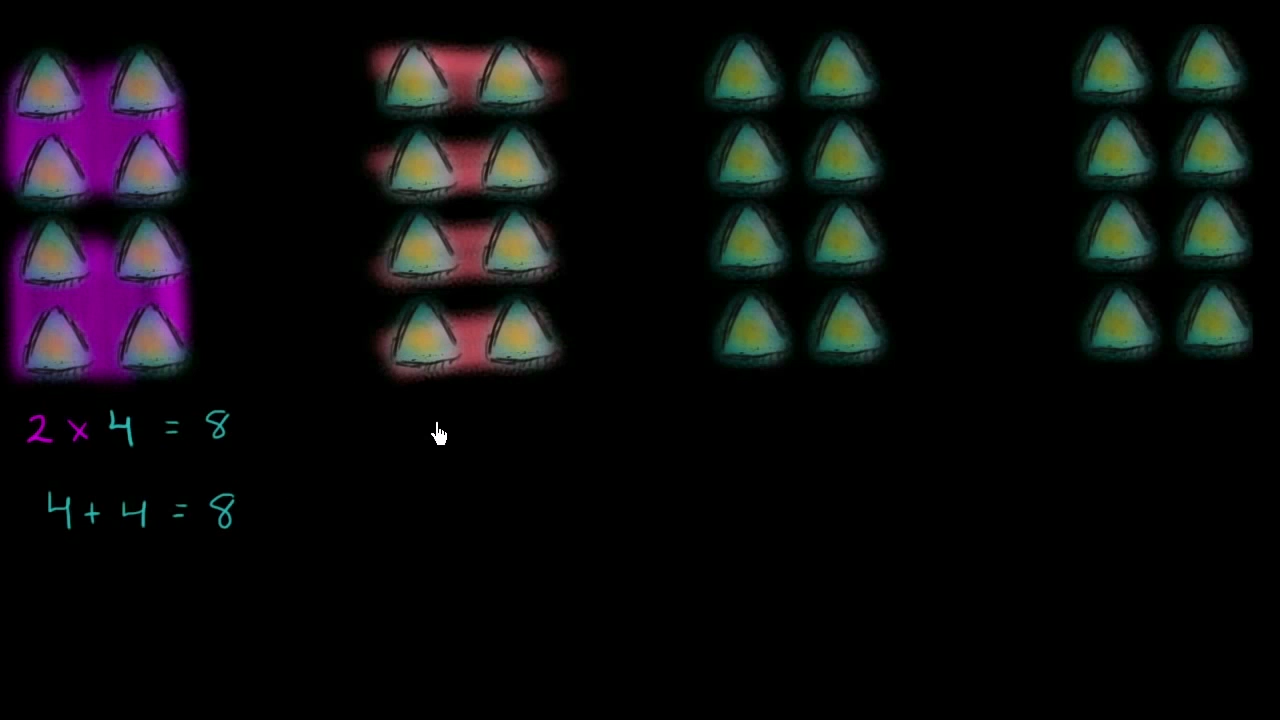 2 x 4 = 8
4 + 4 = 8